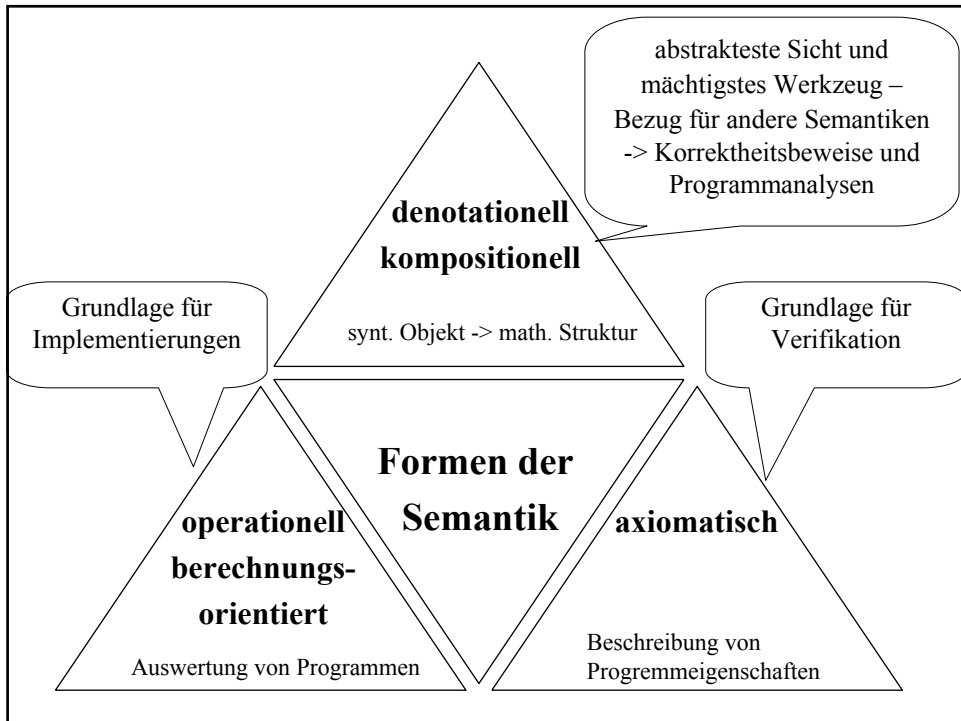 abstrakteste Sicht und
mächtigstes Werkzeug –
Bezug für andere Semantiken
-> Korrektheitsbeweise und
Programmanalysen
denotationell
kompositionell
synt. Objekt -> math. Struktur
Grundlage für
Implementierungen
Grundlage für
Verifikation
Formen der
Semantik
operationell
berechnungs-
orientiert
Auswertung von Programmen
axiomatisch
Beschreibung von
Progremmeigenschaften